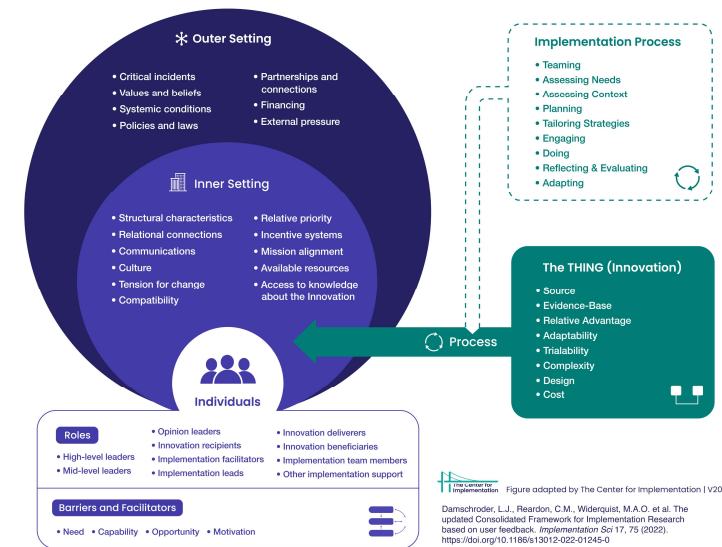 Outer Setting
• Critical incidents
• Values and beliefs
• Systemic conditions
• Policies and laws
• Partnerships and
connections
• Financing
• External pressure
Inner Setting
• Structural characteristics
• Relational connections
• Communications
• Culture
• Tension for change
• Compatibility
• Relative priority
• Incentive systems
• Mission alignment
• Available resources
• Access to knowledge
about the Innovation
Individuals
Roles
• High-level leaders
• Mid-level leaders
• Opinion leaders
• Innovation recipients
• Implementation facilitators
• Implementation leads
• Innovation deliverers
• Innovation beneficiaries
• Implementation team members
• Other implementation support
Barriers and Facilitators
• Need • Capability • Opportunity • Motivation
Implementation Process
• Teaming
• Assessing Needs
• Assessing Context
• Planning
• Tailoring Strategies
• Engaging
• Doing
• Reflecting & Evaluating
• Adapting
Process
The THING (Innovation)
• Source
• Evidence-Base
• Relative Advantage
• Adaptability
• Trialability
• Complexity
• Design
• Cost
The Center for
Implementation
Figure adapted by The Center for Implementation | V20
Damschroder, L.J., Reardon, C.M., Widerquist, M.A.O. et al. The
updated Consolidated Framework for Implementation Research
based on user feedback. Implementation Sci 17, 75 (2022).
https://doi.org/10.1186/s13012-022-01245-0